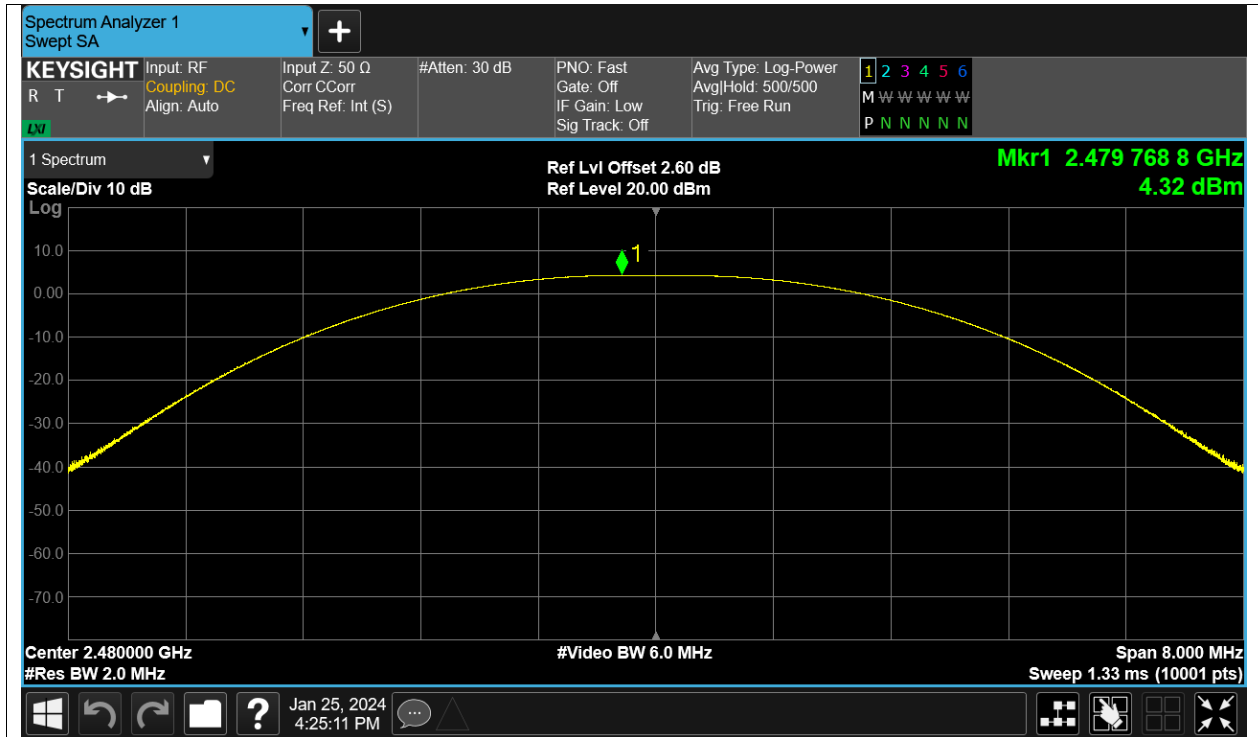 Spectrum Analyzer 1
Swept SA
KEYSIGHT
R T
LXI
Input: RF
Coupling: DC
Align: Auto
Input Z: 50 Ω
Corr CCorr
Freq Ref: Int (S)
#Atten: 30 dB
PNO: Fast
Gate: Off
IF Gain: Low
Sig Track: Off
Avg Type: Log-Power
Avg|Hold: 500/500
Trig: Free Run
1 2 3 4 5 6
M W W W W W W
P N N N N N N
1 Spectrum
Scale/Div 10 dB
Log
Ref Lvl Offset 2.60 dB
Ref Level 20.00 dBm
Mkr1 2.479 768 8 GHz
4.32 dBm
1
10.0
0.00
-10.0
-20.0
-30.0
-40.0
-50.0
-60.0
-70.0
Center 2.480000 GHz
#Res BW 2.0 MHz
#Video BW 6.0 MHz
Span 8.000 MHz
Sweep 1.33 ms (10001 pts)
?
Jan 25, 2024
4:25:11 PM